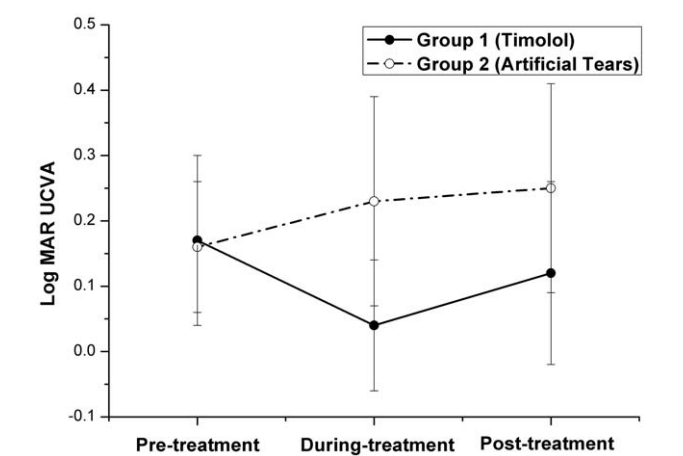 0.5
Group 1 (Timolol)
Group 2 (Artificial Tears)
0.4
0.3
0.2
0.1
0.0
-0.1
Log MAR UCVA
Pre-treatment
During-treatment
Post-treatment